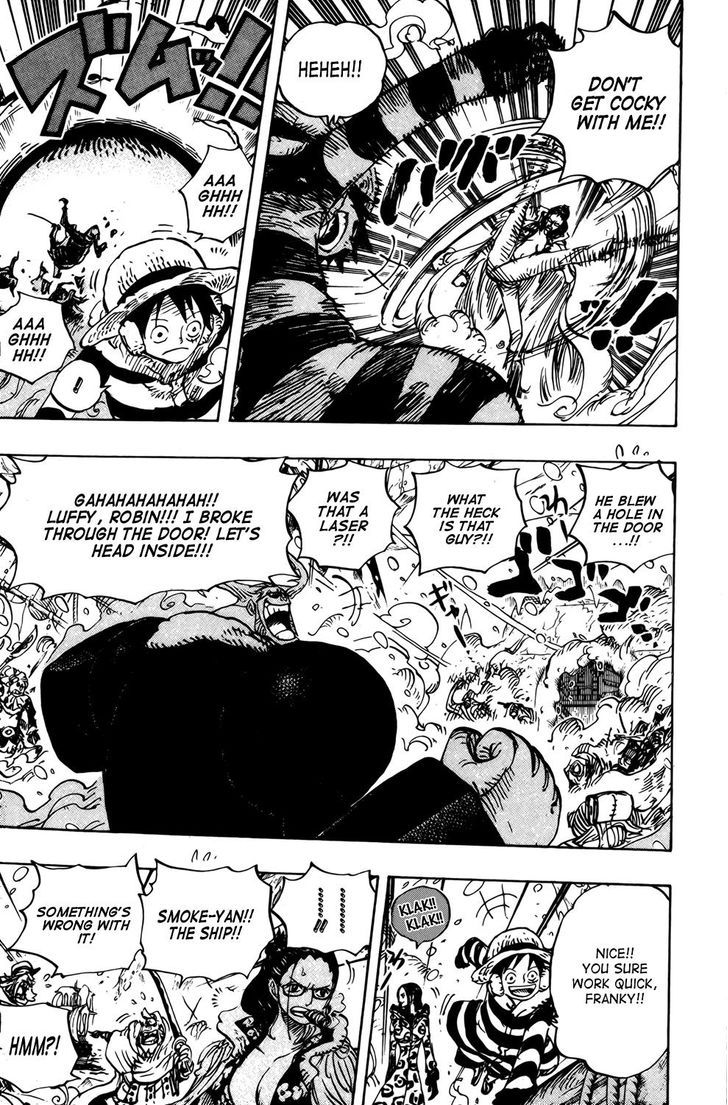 DON'T
GET COCKY
WITH ME!!
HEHEH!!
ズムッ!!
AAA
GHHH
HH!!
AAA
GHHH
HH!!
HE BLEW
A HOLE
IN THE
DOOR
...!!
WHAT
THE HECK
IS THAT
GUY?!!
WAS
THAT A
LASER
?!!
GAHAHAHAHAHAH!!
LUFFY, ROBIN!!! I BROKE
THROUGH THE DOOR! LET'S
HEAD INSIDE!!!
NICE!!
YOU SURE
WORK QUICK,
FRANKY!!
KLAK!!
KLAK!!
SMOKE-YAN!!
THE SHIP!!
SOMETHING'S
WRONG WITH
IT!
HMM?!